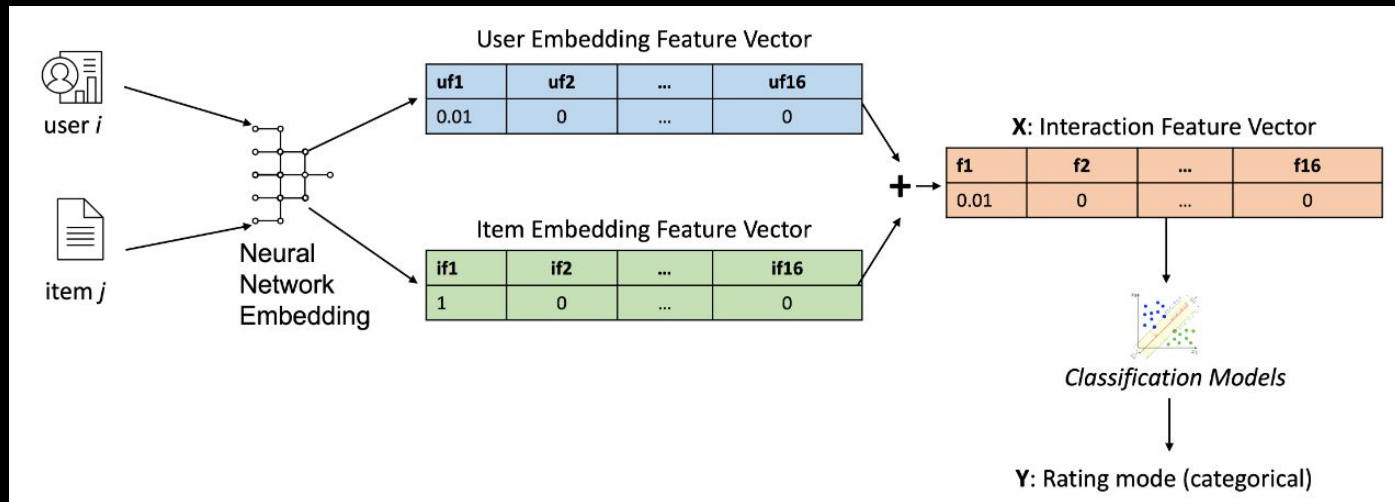 User Embedding Feature Vector
uf1 uf2 ... uf16
0.01 0 ... 0
user i
item j
Neural
Network
Embedding
Item Embedding Feature Vector
if1 if2 ... if16
1 0 ... 0
+
X: Interaction Feature Vector
f1 f2 ... f16
0.01 0 ... 0
Classification Models
Y: Rating mode (categorical)